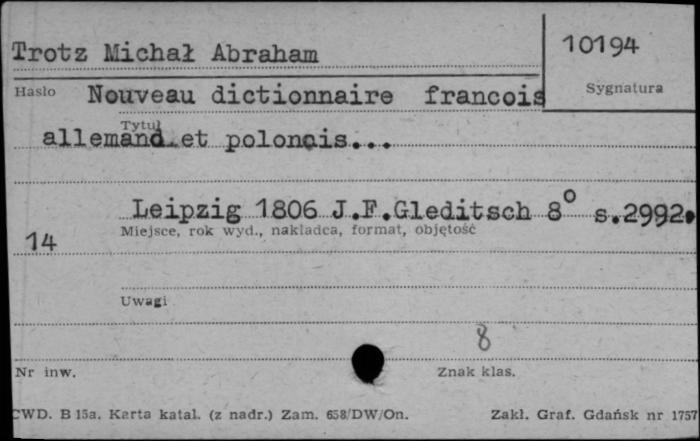 Trotz Michał Abraham
10194
Sygnatura
Hasło Nouveau dictionnaire francois
Tytuł
allemand et polonais...
Leipzig 1806 J.F.Gleditsch 8° s.2992.
Miejsce, rok wyd., nakładca, format, objętość
14
Uwagi
8
Nr inw.
Znak klas.
CWD. B 15a. Karta katal. (z nadr.) Zam. 658/DW/On. Zakł. Graf. Gdańsk nr 1757